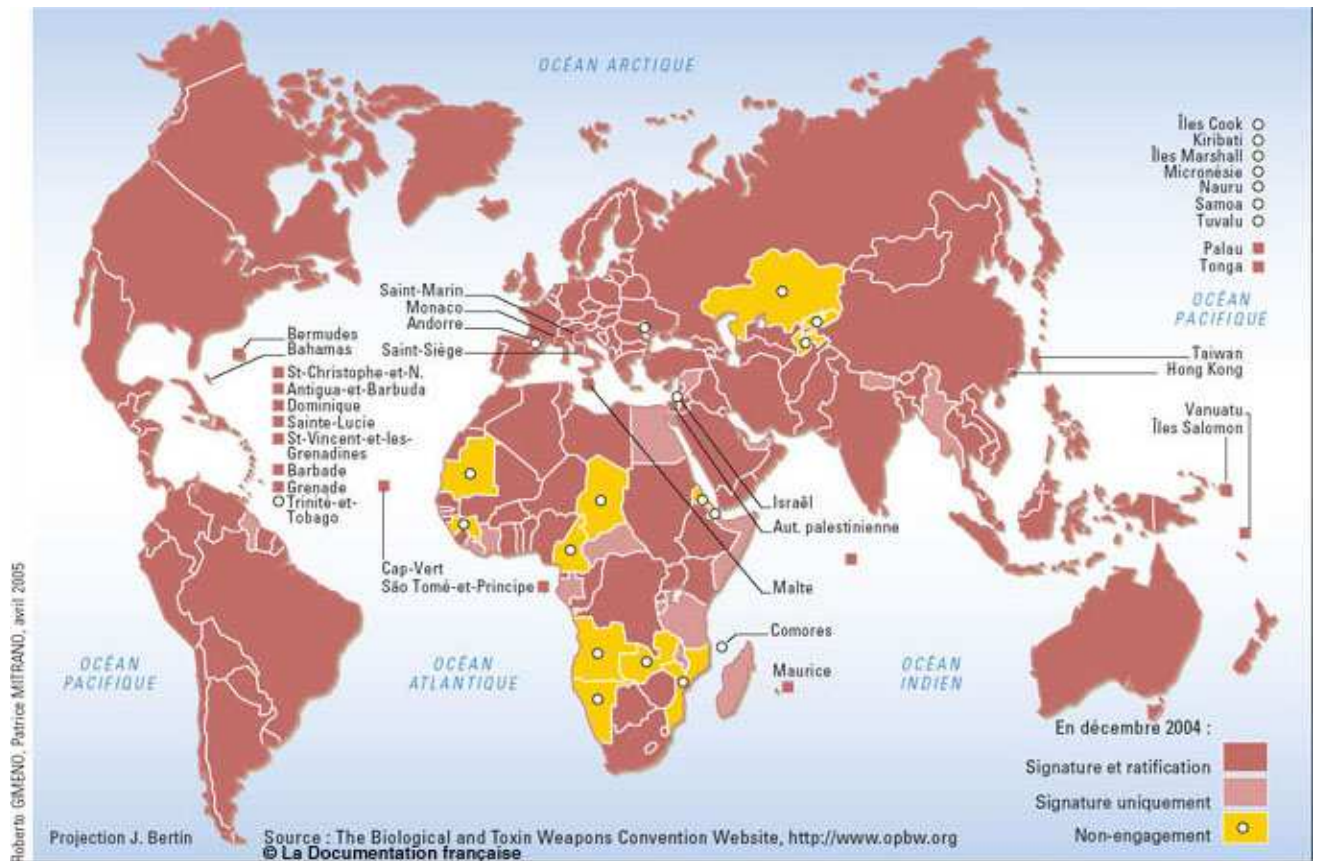 OCÉAN ARCTIQUE
Îles Cook
Kiribati
Îles Marshall
Micronésie
Nauru
Samoa
Tuvalu
Palau
Tonga
OCÉAN
PACIFIQUE
Taiwan
Hong Kong
Vanuatu
Îles Salomon
Saint-Marin
Monaco
Andorre
Saint-Siège
Bermudes
Bahamas
St-Christophe-et-N.
Antigua-et-Barbuda
Dominique
Sainte-Lucie
St-Vincent-et-les-
Grenadines
Barbade
Grenade
Trinité-et-
Tobago
Cap-Vert
São Tomé-et-Principe
Israël
Aut. palestinienne
Malte
Comores
Maurice
OCÉAN
PACIFIQUE
OCÉAN
ATLANTIQUE
OCÉAN
INDIEN
En décembre 2004 :
Signature et ratification
Signature uniquement
Non-engagement
Projection J. Bertin
Source : The Biological and Toxin Weapons Convention Website, http://www.opbw.org
© La Documentation française
Roberto GIMENO, Patrice MITRANO, avril 2005